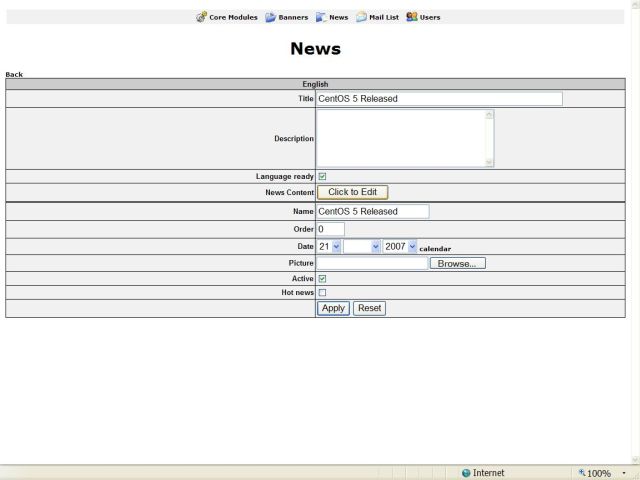 Core Modules Banners News Mail List Users
News
Back
English
Title CentOS 5 Released
Description
Language ready
News Content Click to Edit
Name CentOS 5 Released
Order 0
Date 21 2007 calendar
Picture Browse...
Active
Hot news
Apply Reset
Internet 100%